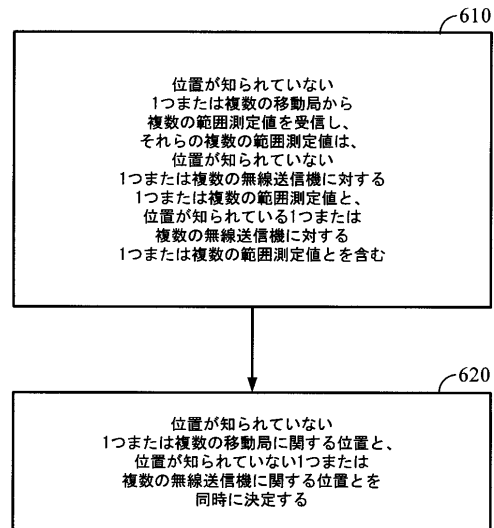 610
位置が知られていない
1つまたは複数の移動局から
複数の範囲測定値を受信し、
それらの複数の範囲測定値は、
位置が知られていない
1つまたは複数の無線送信機に対する
1つまたは複数の範囲測定値と、
位置が知られている1つまたは
複数の無線送信機に対する
1つまたは複数の範囲測定値とを含む
620
位置が知られていない
1つまたは複数の移動局に関する位置と、
位置が知られていない1つまたは
複数の無線送信機に関する位置とを
同時に決定する